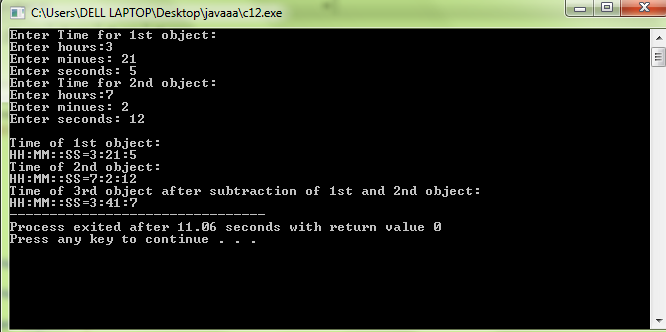 C:\Users\DELL LAPTOP\Desktop\javaaa\c12.exe
Enter Time for 1st object:
Enter hours:3
Enter minues: 21
Enter seconds: 5
Enter Time for 2nd object:
Enter hours:7
Enter minues: 2
Enter seconds: 12
Time of 1st object:
HH:MM::SS=3:21:5
Time of 2nd object:
HH:MM::SS=7:2:12
Time of 3rd object after subtraction of 1st and 2nd object:
HH:MM::SS=3:41:7
--------------------------------
Process exited after 11.06 seconds with return value 0
Press any key to continue . . .